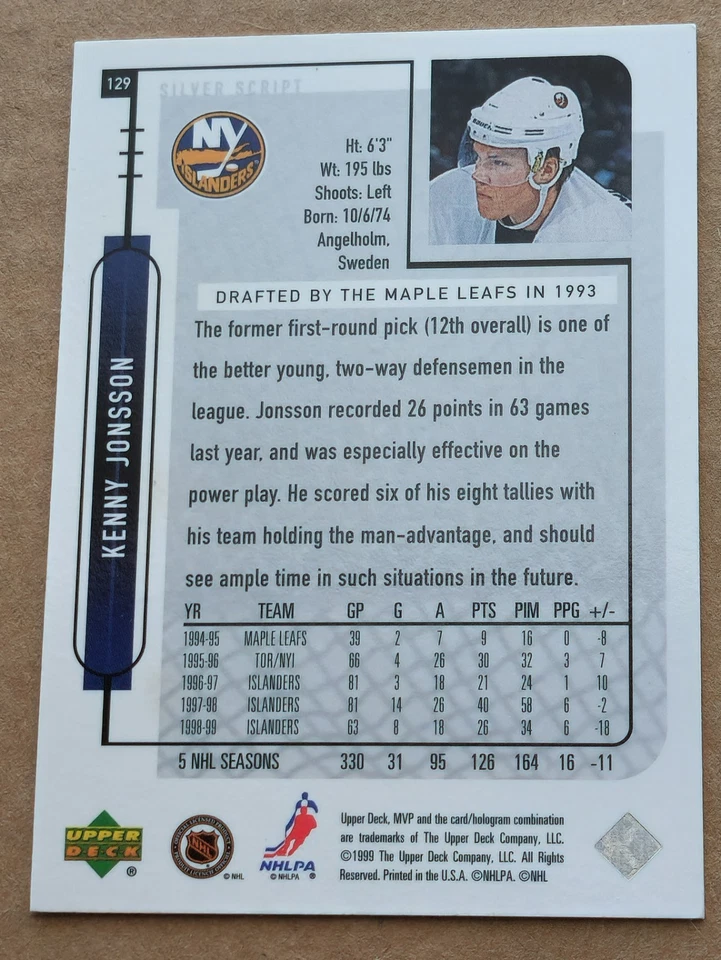 129
SILVER SCRIPT
NY
ISLANDERS
Ht: 6'3"
Wt: 195 lbs
Shoots: Left
Born: 10/6/74
Angelholm,
Sweden
KENNY JONSSON
DRAFTED BY THE MAPLE LEAFS IN 1993
The former first-round pick (12th overall) is one of
the better young, two-way defensemen in the
league. Jonsson recorded 26 points in 63 games
last year, and was especially effective on the
power play. He scored six of his eight tallies with
his team holding the man-advantage, and should
see ample time in such situations in the future.
YR TEAM GP G A PTS PIM PPG +/-
1994-95 MAPLE LEAFS 39 2 7 9 16 0 -8
1995-96 TOR/NYI 66 4 26 30 32 3 7
1996-97 ISLANDERS 81 3 18 21 24 1 10
1997-98 ISLANDERS 81 14 26 40 58 6 -2
1998-99 ISLANDERS 63 8 18 26 34 6 -18
5 NHL SEASONS 330 31 95 126 164 16 -11
UPPER
DECK
®
NHL
© NHL
NHLPA
© NHLPA ®
Upper Deck, MVP and the card/hologram combination
are trademarks of The Upper Deck Company, LLC.
©1999 The Upper Deck Company, LLC. All Rights
Reserved. Printed in the U.S.A. ©NHLPA. ©NHL